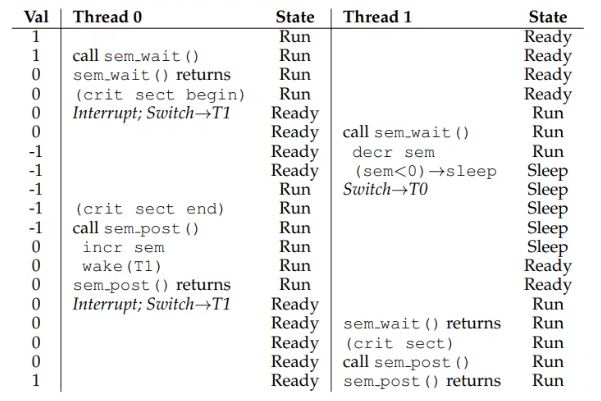 Val Thread 0 State Thread 1 State
1 Run Ready
1 call sem_wait() Run Ready
0 sem_wait() returns Run Ready
0 (crit sect begin) Run Ready
0 Interrupt; Switch→T1 Ready Run
0 Ready call sem_wait() Run
-1 Ready decr sem Run
-1 Ready (sem<0)→sleep Sleep
-1 Run Switch→T0 Sleep
-1 (crit sect end) Run Sleep
-1 call sem_post() Run Sleep
0 incr sem Run Sleep
0 wake(T1) Run Ready
0 sem_post() returns Run Ready
0 Interrupt; Switch→T1 Ready Run
0 Ready sem_wait() returns Run
0 Ready (crit sect) Run
0 Ready call sem_post() Run
1 Ready sem_post() returns Run